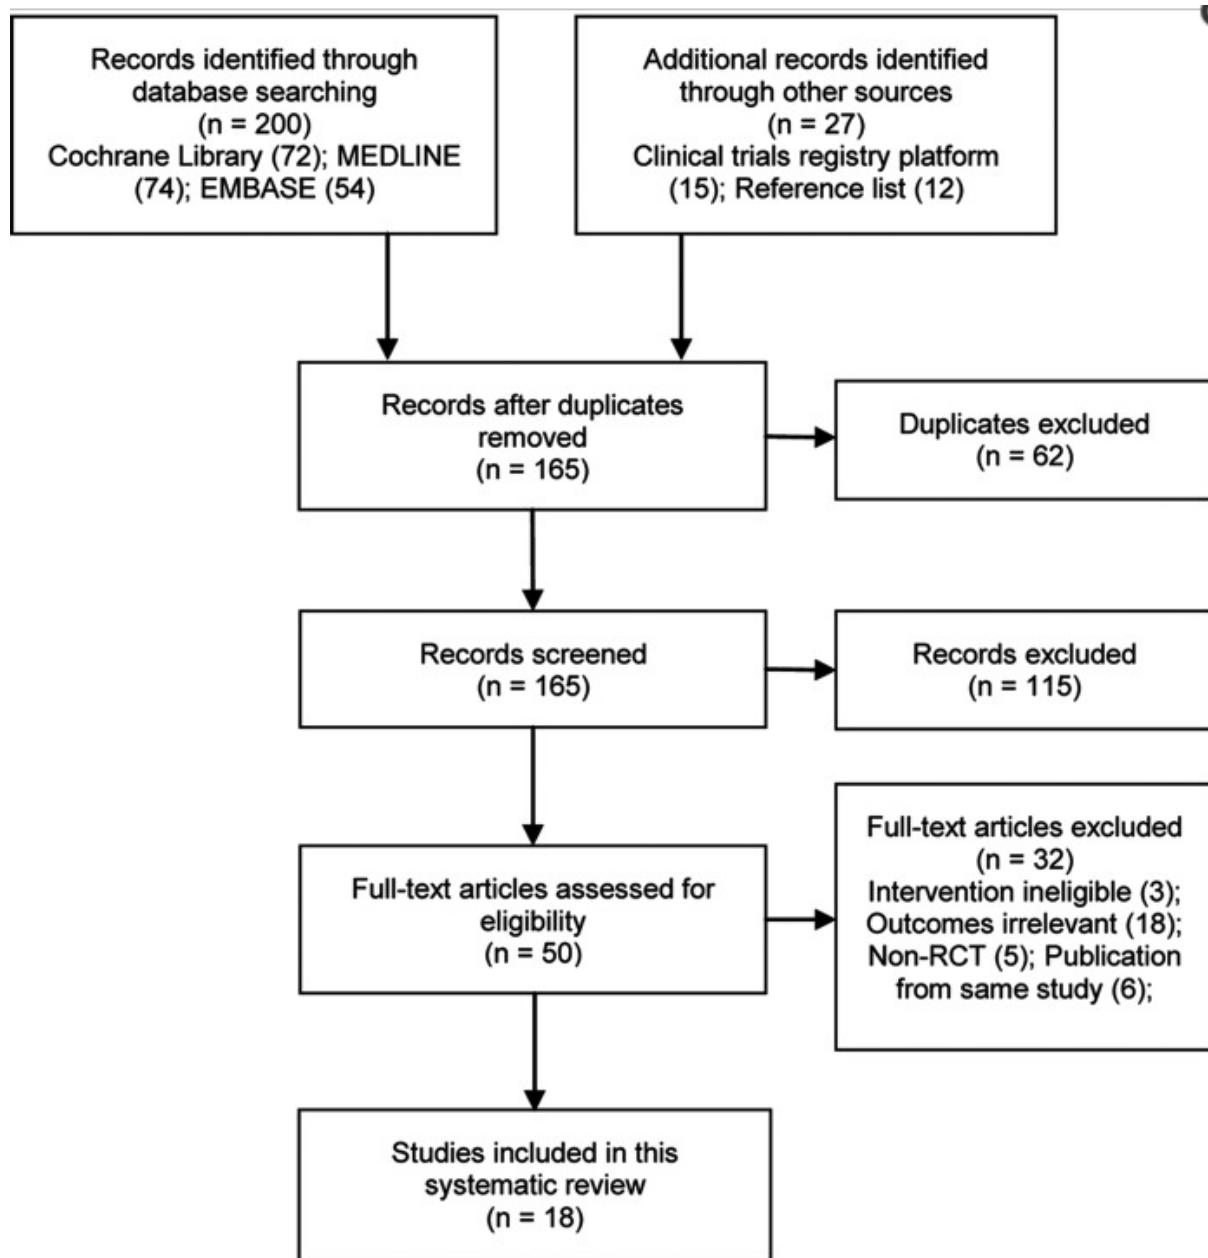 Records identified through
database searching
(n = 200)
Cochrane Library (72); MEDLINE
(74); EMBASE (54)
Additional records identified
through other sources
(n = 27)
Clinical trials registry platform
(15); Reference list (12)
Records after duplicates
removed
(n = 165)
Duplicates excluded
(n = 62)
Records screened
(n = 165)
Records excluded
(n = 115)
Full-text articles assessed for
eligibility
(n = 50)
Full-text articles excluded
(n = 32)
Intervention ineligible (3);
Outcomes irrelevant (18);
Non-RCT (5); Publication
from same study (6);
Studies included in this
systematic review
(n = 18)